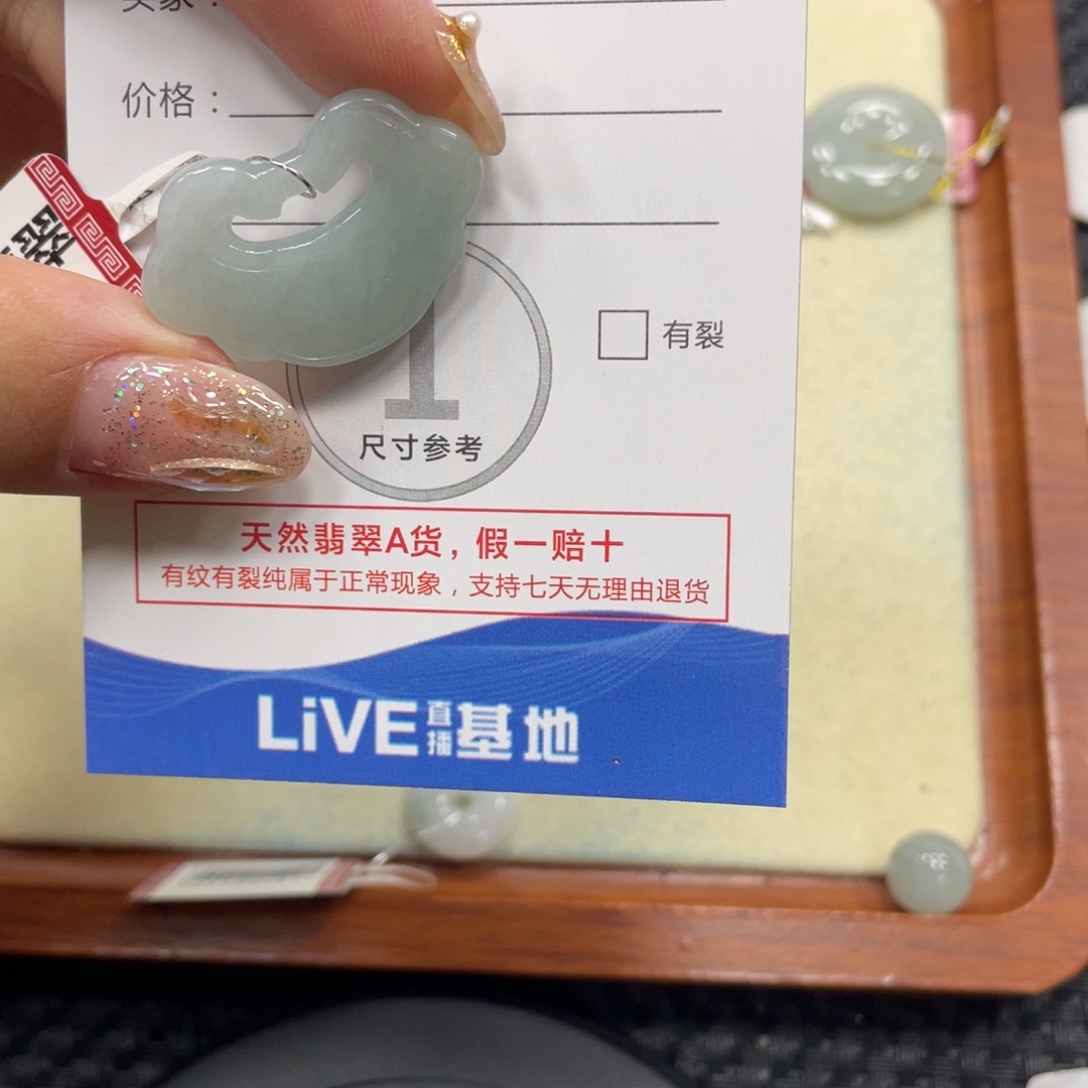 买家：
价格：
1
有裂
尺寸参考
天然翡翠A货，假一赔十
有纹有裂纯属于正常现象，支持七天无理由退货
LiVE直播基地